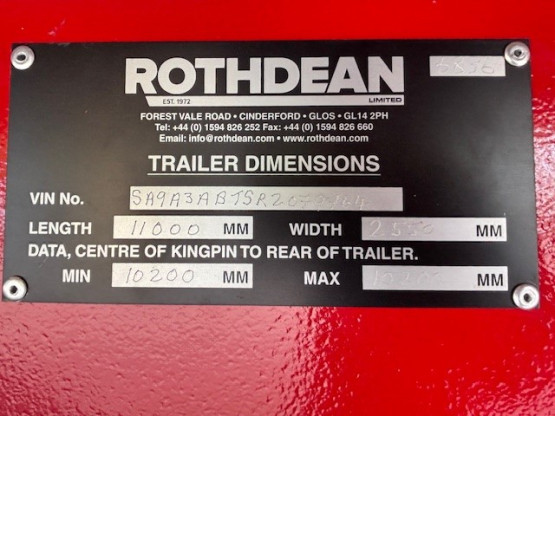 ROTHDEAN
EST. 1972 LIMITED
FOREST VALE ROAD • CINDERFORD • GLOS • GL14 2PH
Tel: +44 (0) 1594 826 252 Fax: +44 (0) 1594 826 660
Email: info@rothdean.com • www.rothdean.com
TRAILER DIMENSIONS
VIN No.
LENGTH 11000 MM WIDTH 2550 MM
DATA, CENTRE OF KINGPIN TO REAR OF TRAILER.
MIN 10200 MM MAX MM